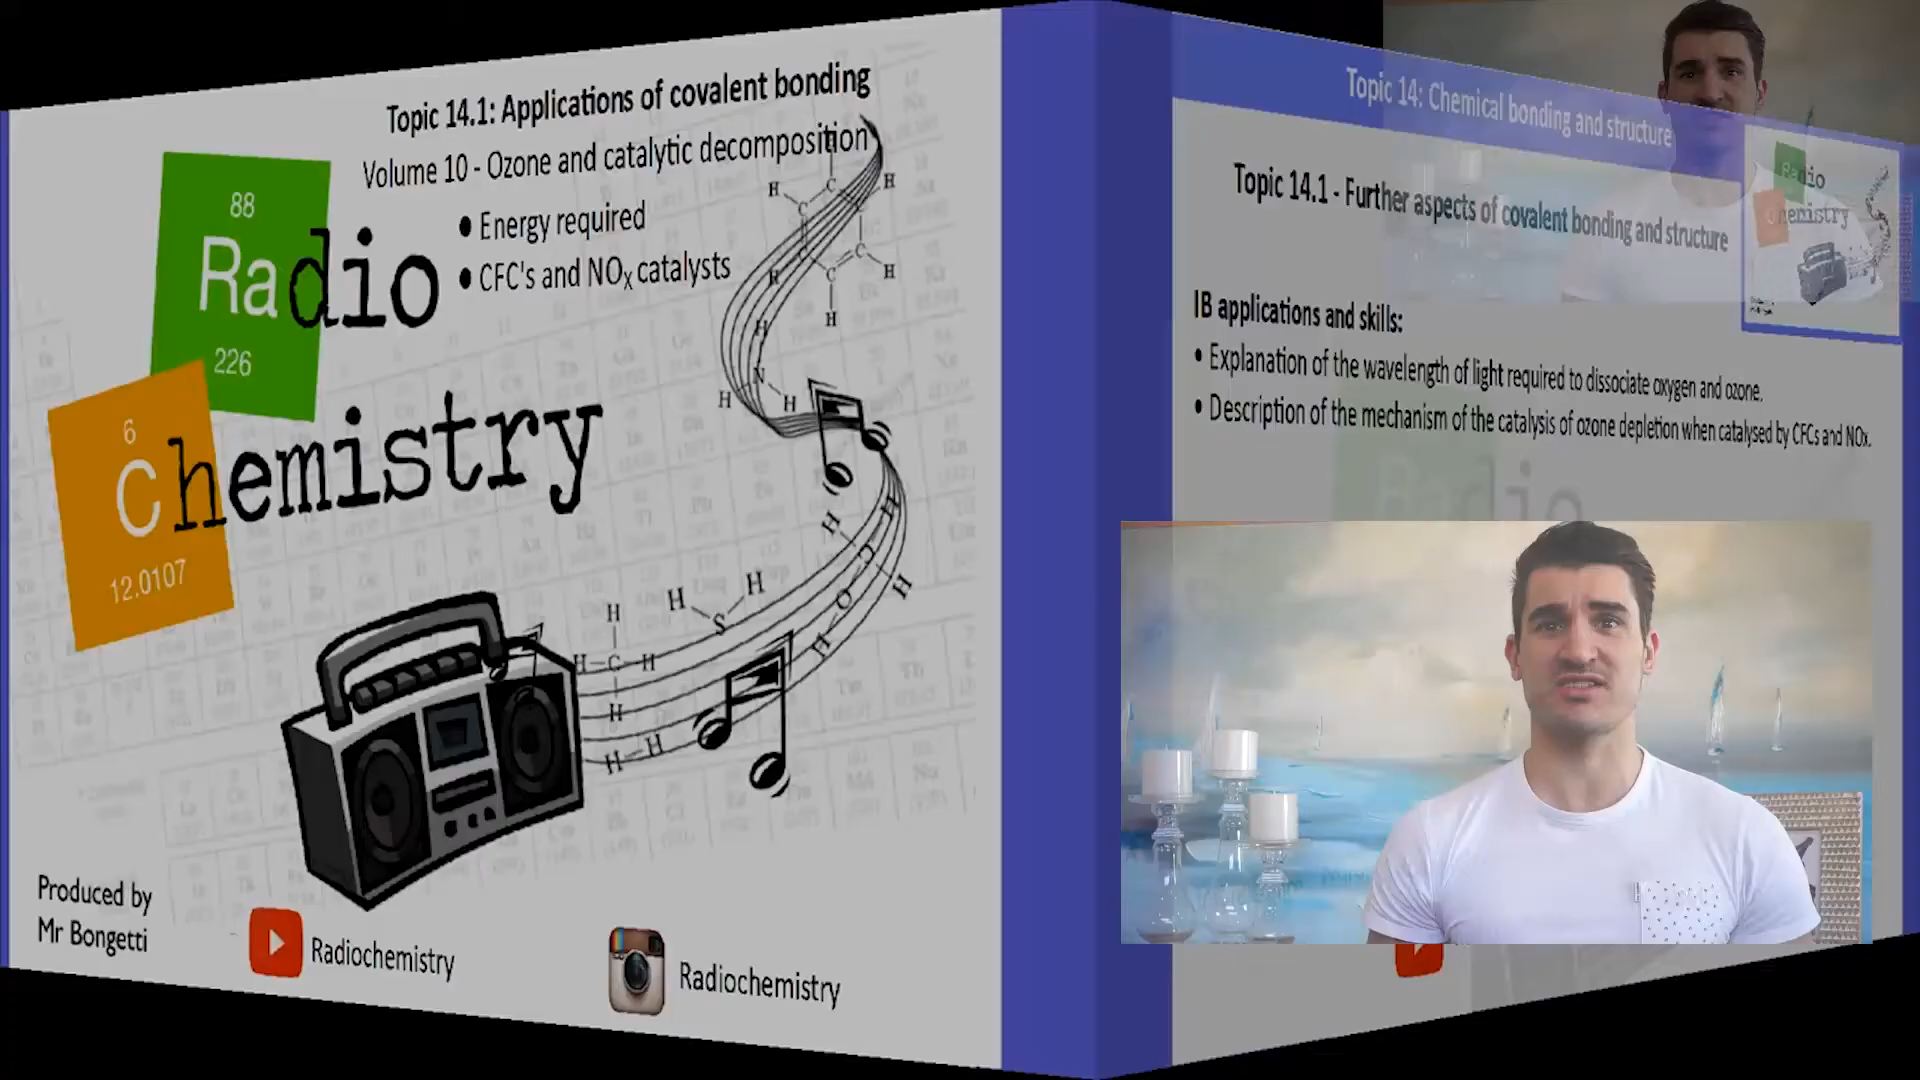 Topic 14.1: Applications of covalent bonding
Volume 10 - Ozone and catalytic decomposition
● Energy required
● CFC's and NOx catalysts
88
Radio
226
6
Chemistry
12.0107
H
C
H
H
C
H
H
H
N
H
H
H
H
H
H
S
O
H
H
H-C-H
H
H-H
Produced by
Mr Bongetti
Radiochemistry
Radiochemistry
Topic 14: Chemical bonding and structure
Topic 14.1 - Further aspects of covalent bonding and structure
Radio
Chemistry
IB applications and skills:
• Explanation of the wavelength of light required to dissociate oxygen and ozone.
• Description of the mechanism of the catalysis of ozone depletion when catalysed by CFCs and NOx.
Radio